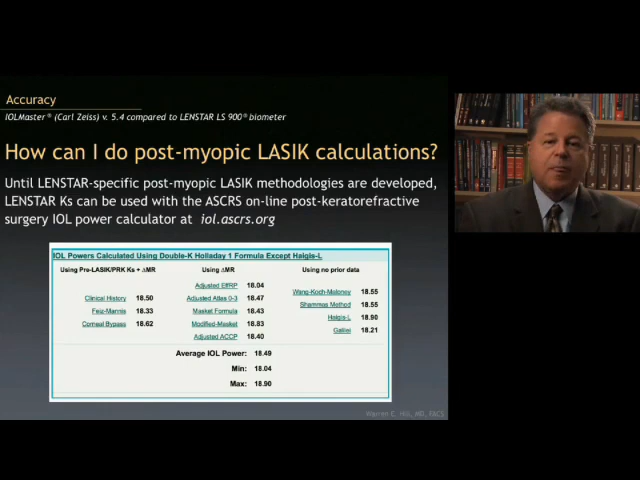 Accuracy
IOLMaster® (Carl Zeiss) v. 5.4 compared to LENSTAR LS 900® biometer
How can I do post-myopic LASIK calculations?
Until LENSTAR-specific post-myopic LASIK methodologies are developed,
LENSTAR Ks can be used with the ASCRS on-line post-keratorefractive
surgery IOL power calculator at iol.ascrs.org
IOL Powers Calculated Using Double-K Holladay 1 Formula Except Haigis-L
Using Pre-LASIK/PRK Ks + ΔMR
Clinical History 18.50
Feiz-Mannis 18.33
Corneal Bypass 18.62
Using ΔMR
Adjusted EffRP 18.04
Adjusted Atlas 0-3 18.47
Masket Formula 18.43
Modified-Masket 18.83
Adjusted ACCP 18.40
Using no prior data
Wang-Koch-Maloney 18.55
Shammas Method 18.55
Haigis-L 18.90
Galilei 18.21
Average IOL Power: 18.49
Min: 18.04
Max: 18.90
Warren E. Hill, MD, FACS